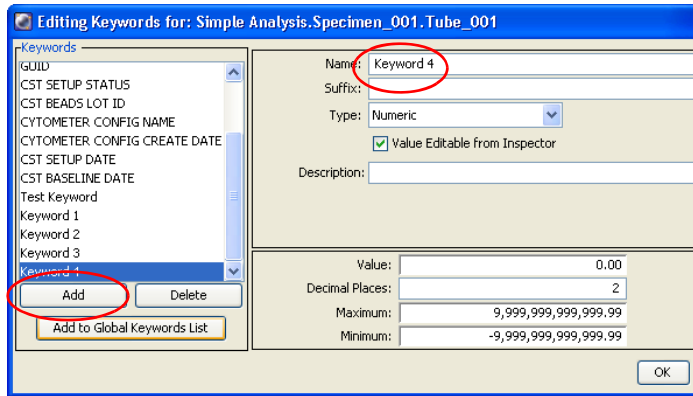 Editing Keywords for: Simple Analysis.Specimen_001.Tube_001
Keywords
GUID
CST SETUP STATUS
CST BEADS LOT ID
CYTOMETER CONFIG NAME
CYTOMETER CONFIG CREATE DATE
CST SETUP DATE
CST BASELINE DATE
Test Keyword
Keyword 1
Keyword 2
Keyword 3
Keyword 4
Add Delete
Add to Global Keywords List
Name: Keyword 4
Suffix:
Type: Numeric
Value Editable from Inspector
Description:
Value: 0.00
Decimal Places: 2
Maximum: 9,999,999,999,999.99
Minimum: -9,999,999,999,999.99
OK